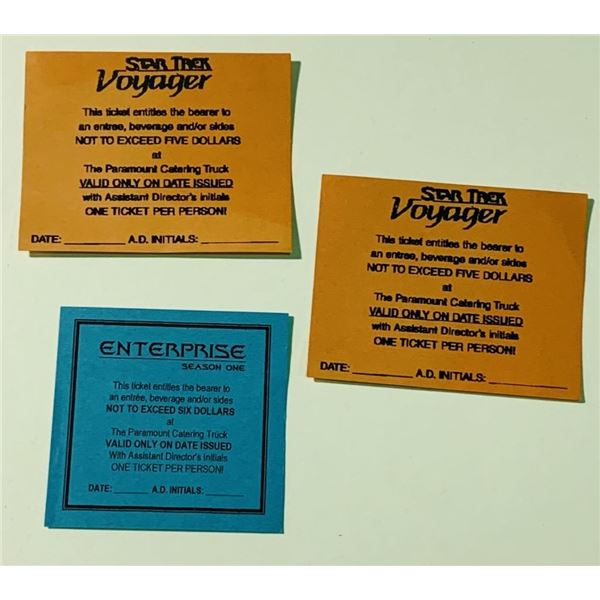 STAR TREK
Voyager
This ticket entitles the bearer to
an entree, beverage and/or sides
NOT TO EXCEED FIVE DOLLARS
at
The Paramount Catering Truck
VALID ONLY ON DATE ISSUED
with Assistant Director's initials
ONE TICKET PER PERSON!
DATE: __________ A.D. INITIALS: ____________
STAR TREK
Voyager
This ticket entitles the bearer to
an entree, beverage and/or sides
NOT TO EXCEED FIVE DOLLARS
at
The Paramount Catering Truck
VALID ONLY ON DATE ISSUED
with Assistant Director's initials
ONE TICKET PER PERSON!
DATE: __________ A.D. INITIALS: ____________
ENTERPRISE
SEASON ONE
This ticket entitles the bearer to
an entrée, beverage and/or sides
NOT TO EXCEED SIX DOLLARS
at
The Paramount Catering Truck
VALID ONLY ON DATE ISSUED
With Assistant Director's Initials
ONE TICKET PER PERSON!
DATE: _______ A.D. INITIALS: ________